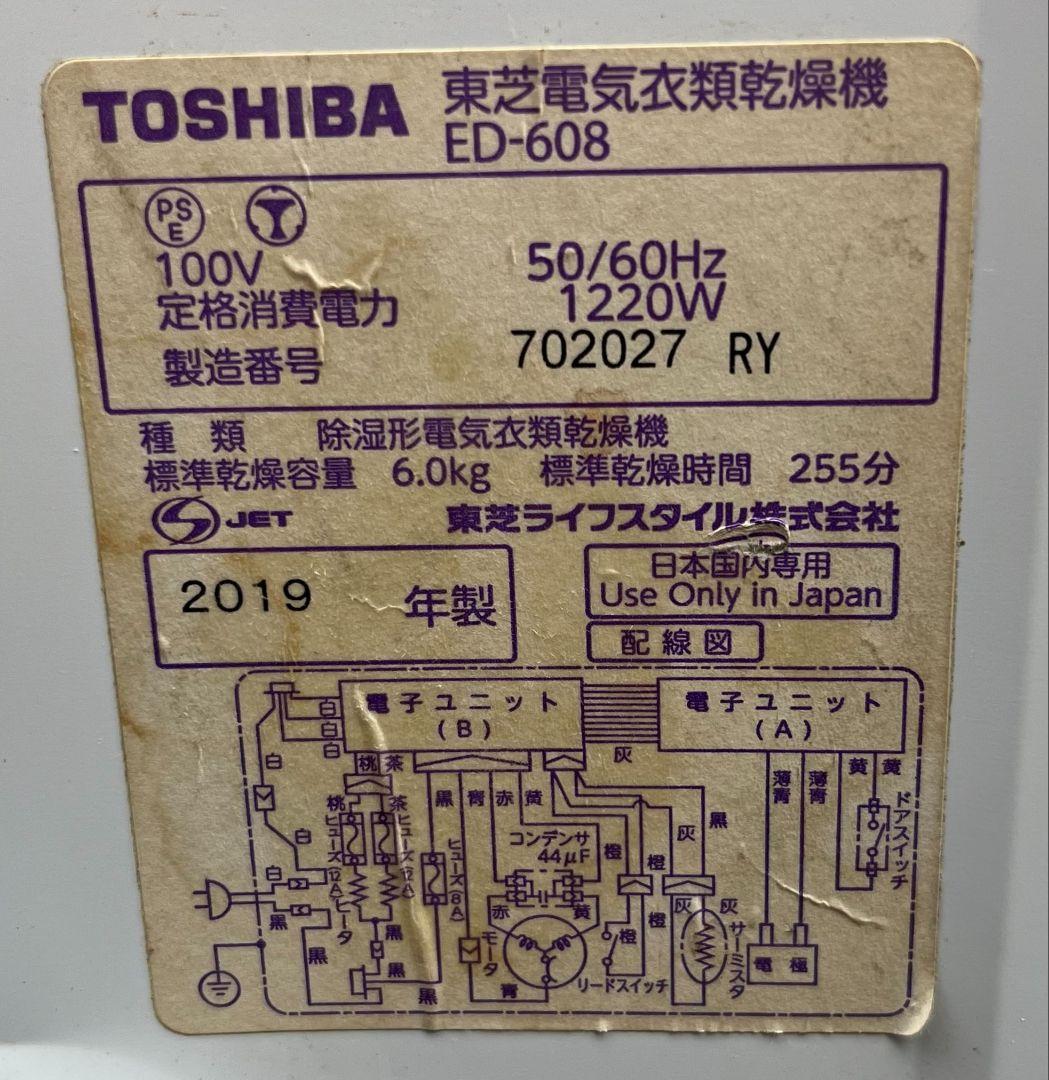 TOSHIBA 東芝電気衣類乾燥機
ED-608
PS
E
100V 50/60Hz
定格消費電力 1220W
製造番号 702027 RY
種 類 除湿形電気衣類乾燥機
標準乾燥容量 6.0kg 標準乾燥時間 255分
S JET 東芝ライフスタイル株式会社
2019 年製
日本国内専用
Use Only in Japan
配線図
電子ユニット
(B)
電子ユニット
(A)
白
白
白
白
白
白
桃
茶
灰
桃
茶
ヒューズ(12A)
ヒューズ(12A)
ヒータ
黒
青
赤
黄
ヒューズ(8A)
コンデンサ
44μF
赤
黄
モータ
青
黒
黒
黒
黒
橙
橙
橙
橙
リードスイッチ
灰
黒
灰
灰
サーミスタ
薄青
薄青
黄
黄
ドアスイッチ
電極